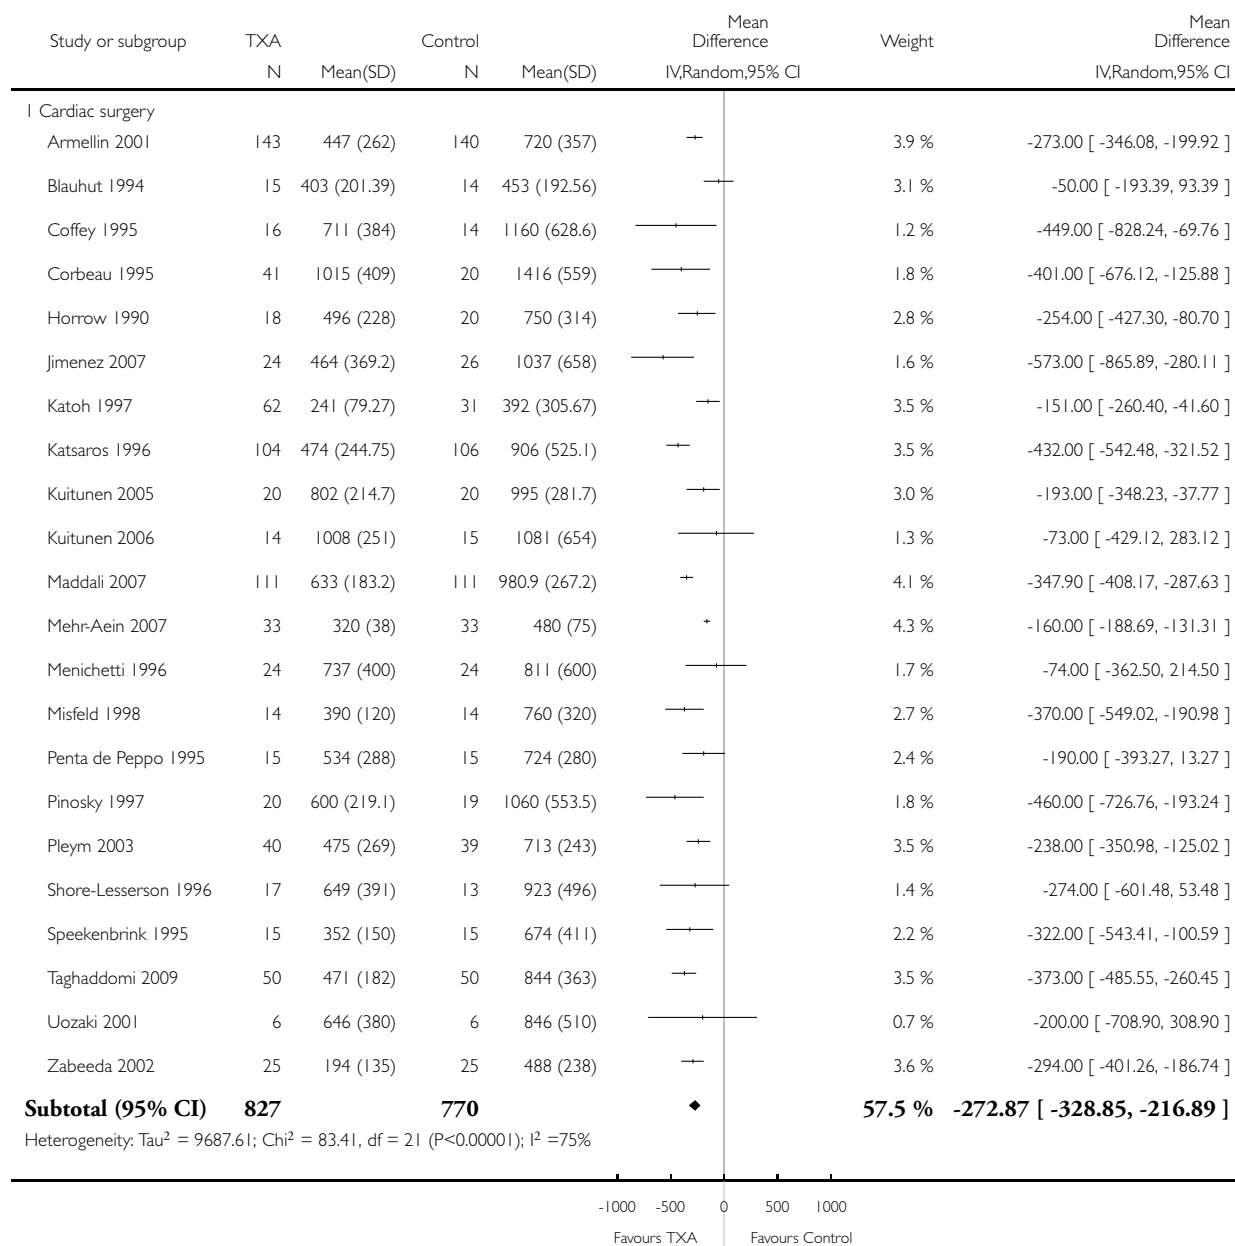 Mean Mean
Study or subgroup TXA Control Difference Weight Difference
N Mean(SD) N Mean(SD) IV,Random,95% CI IV,Random,95% CI
1 Cardiac surgery
Armellin 2001 143 447 (262) 140 720 (357) 3.9 % -273.00 [ -346.08, -199.92 ]
Blauhut 1994 15 403 (201.39) 14 453 (192.56) 3.1 % -50.00 [ -193.39, 93.39 ]
Coffey 1995 16 711 (384) 14 1160 (628.6) 1.2 % -449.00 [ -828.24, -69.76 ]
Corbeau 1995 41 1015 (409) 20 1416 (559) 1.8 % -401.00 [ -676.12, -125.88 ]
Horrow 1990 18 496 (228) 20 750 (314) 2.8 % -254.00 [ -427.30, -80.70 ]
Jimenez 2007 24 464 (369.2) 26 1037 (658) 1.6 % -573.00 [ -865.89, -280.11 ]
Katoh 1997 62 241 (79.27) 31 392 (305.67) 3.5 % -151.00 [ -260.40, -41.60 ]
Katsaros 1996 104 474 (244.75) 106 906 (525.1) 3.5 % -432.00 [ -542.48, -321.52 ]
Kuitunen 2005 20 802 (214.7) 20 995 (281.7) 3.0 % -193.00 [ -348.23, -37.77 ]
Kuitunen 2006 14 1008 (251) 15 1081 (654) 1.3 % -73.00 [ -429.12, 283.12 ]
Maddali 2007 111 633 (183.2) 111 980.9 (267.2) 4.1 % -347.90 [ -408.17, -287.63 ]
Mehr-Aein 2007 33 320 (38) 33 480 (75) 4.3 % -160.00 [ -188.69, -131.31 ]
Menichetti 1996 24 737 (400) 24 811 (600) 1.7 % -74.00 [ -362.50, 214.50 ]
Misfeld 1998 14 390 (120) 14 760 (320) 2.7 % -370.00 [ -549.02, -190.98 ]
Penta de Peppo 1995 15 534 (288) 15 724 (280) 2.4 % -190.00 [ -393.27, 13.27 ]
Pinosky 1997 20 600 (219.1) 19 1060 (553.5) 1.8 % -460.00 [ -726.76, -193.24 ]
Pleym 2003 40 475 (269) 39 713 (243) 3.5 % -238.00 [ -350.98, -125.02 ]
Shore-Lesserson 1996 17 649 (391) 13 923 (496) 1.4 % -274.00 [ -601.48, 53.48 ]
Speekenbrink 1995 15 352 (150) 15 674 (411) 2.2 % -322.00 [ -543.41, -100.59 ]
Taghaddomi 2009 50 471 (182) 50 844 (363) 3.5 % -373.00 [ -485.55, -260.45 ]
Uozaki 2001 6 646 (380) 6 846 (510) 0.7 % -200.00 [ -708.90, 308.90 ]
Zabeeda 2002 25 194 (135) 25 488 (238) 3.6 % -294.00 [ -401.26, -186.74 ]
Subtotal (95% CI) 827 770 57.5 % -272.87 [ -328.85, -216.89 ]
Heterogeneity: Tau² = 9687.61; Chi² = 83.41, df = 21 (P<0.00001); I² =75%
-1000 -500 0 500 1000
Favours TXA Favours Control